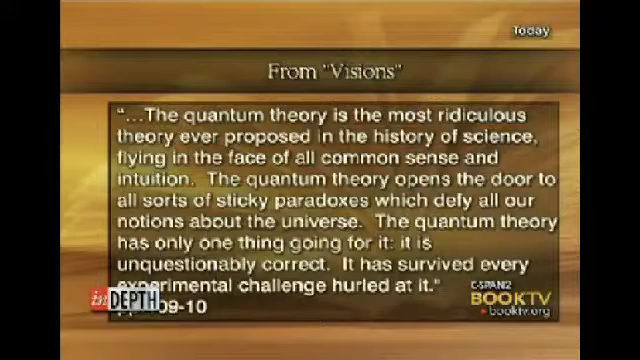 Today
From "Visions"
“...The quantum theory is the most ridiculous
theory ever proposed in the history of science,
flying in the face of all common sense and
intuition. The quantum theory opens the door to
all sorts of sticky paradoxes which defy all our
notions about the universe. The quantum theory
has only one thing going for it: it is
unquestionably correct. It has survived every
experimental challenge hurled at it.”
09-10
in DEPTH
C-SPAN2
BOOKTV
booktv.org